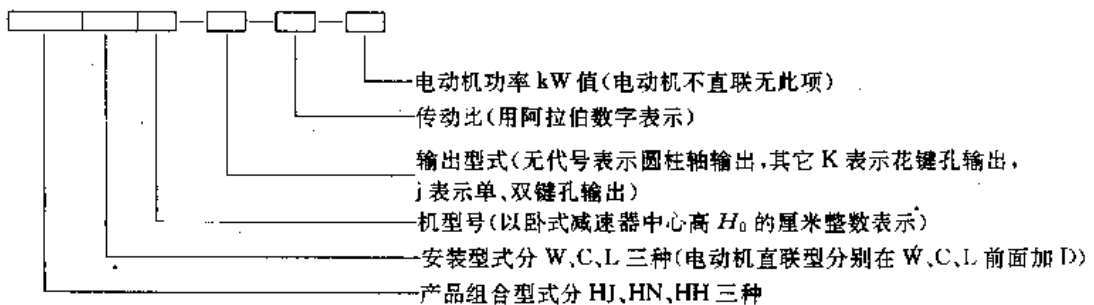 电动机功率 kW 值(电动机不直联无此项)
传动比(用阿拉伯数字表示)
输出型式(无代号表示圆柱轴输出,其它 K 表示花键孔输出,
j 表示单、双键孔输出)
机型号(以卧式减速器中心高 H₀ 的厘米整数表示)
安装型式分 W、C、L 三种(电动机直联型分别在 W、C、L 前面加 D)
产品组合型式分 HJ、HN、HH 三种